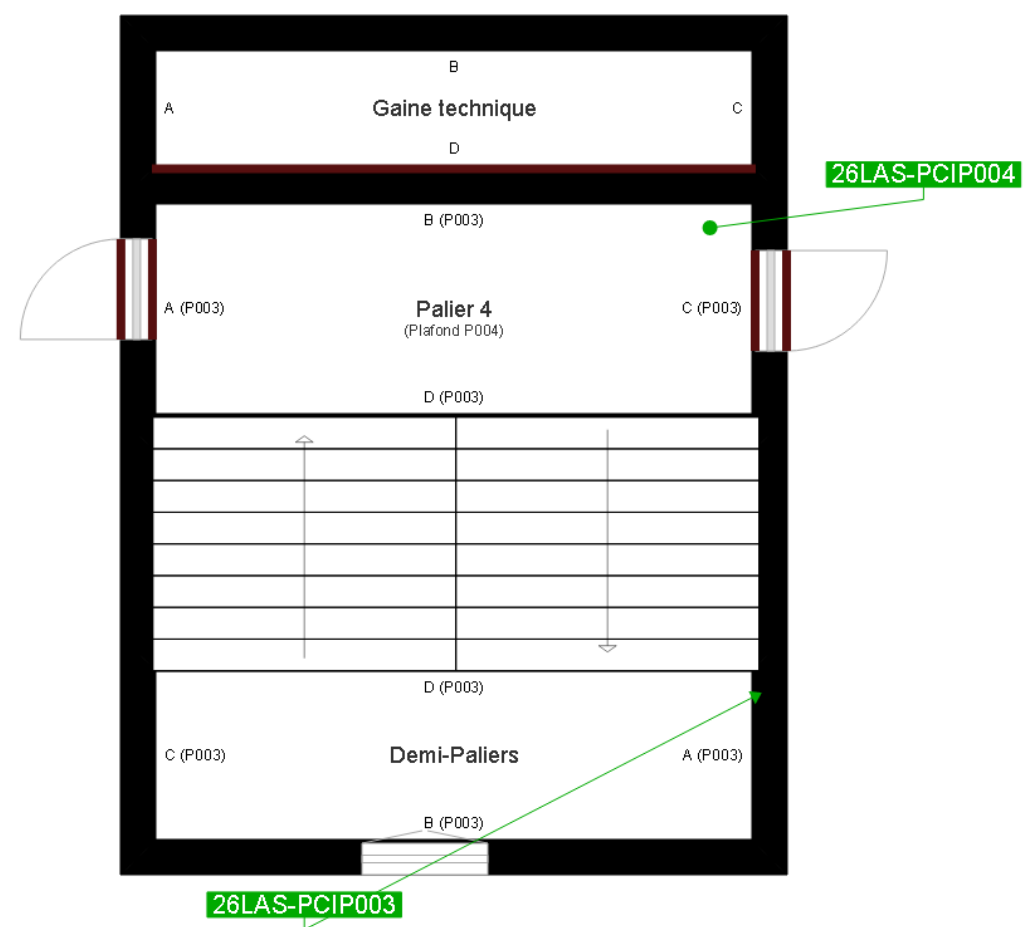 B
A
Gaine technique
C
D
26LAS-PCIP004
B (P003)
A (P003)
Palier 4
C (P003)
(Plafond P004)
D (P003)
D (P003)
C (P003)
Demi-Paliers
A (P003)
B (P003)
26LAS-PCIP003